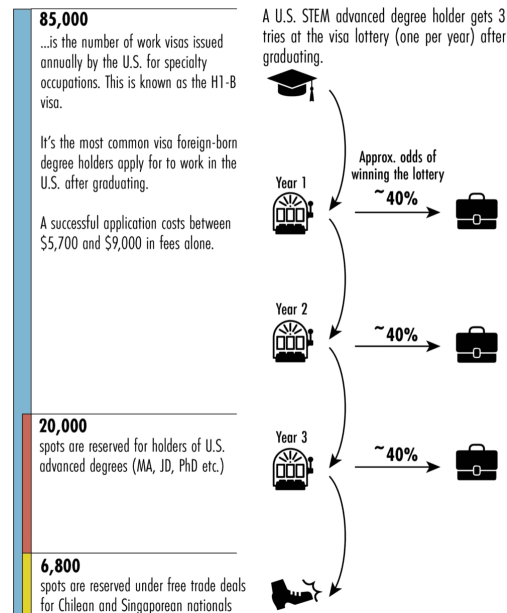 85,000
...is the number of work visas issued
annually by the U.S. for specialty
occupations. This is known as the H1-B
visa.
It's the most common visa foreign-born
degree holders apply for to work in the
U.S. after graduating.
A successful application costs between
$5,700 and $9,000 in fees alone.
20,000
spots are reserved for holders of U.S.
advanced degrees (MA, JD, PhD etc.)
6,800
spots are reserved under free trade deals
for Chilean and Singaporean nationals
A U.S. STEM advanced degree holder gets 3
tries at the visa lottery (one per year) after
graduating.
Approx. odds of
winning the lottery
Year 1
~40%
Year 2
~40%
Year 3
~40%